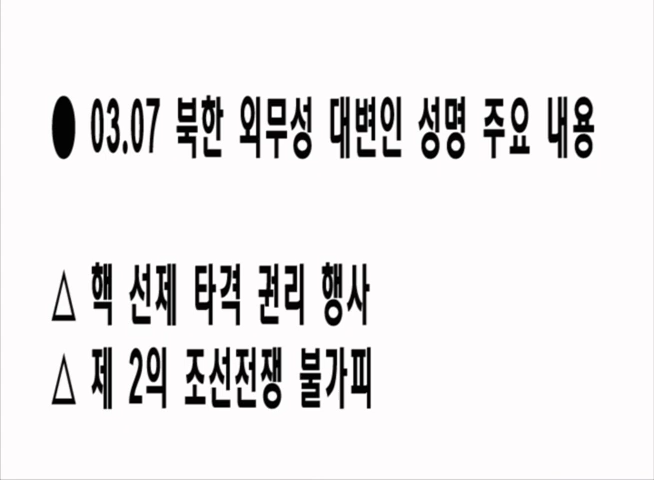 ● 03.07 북한 외무성 대변인 성명 주요 내용
△ 핵 선제 타격 권리 행사
△ 제 2의 조선전쟁 불가피